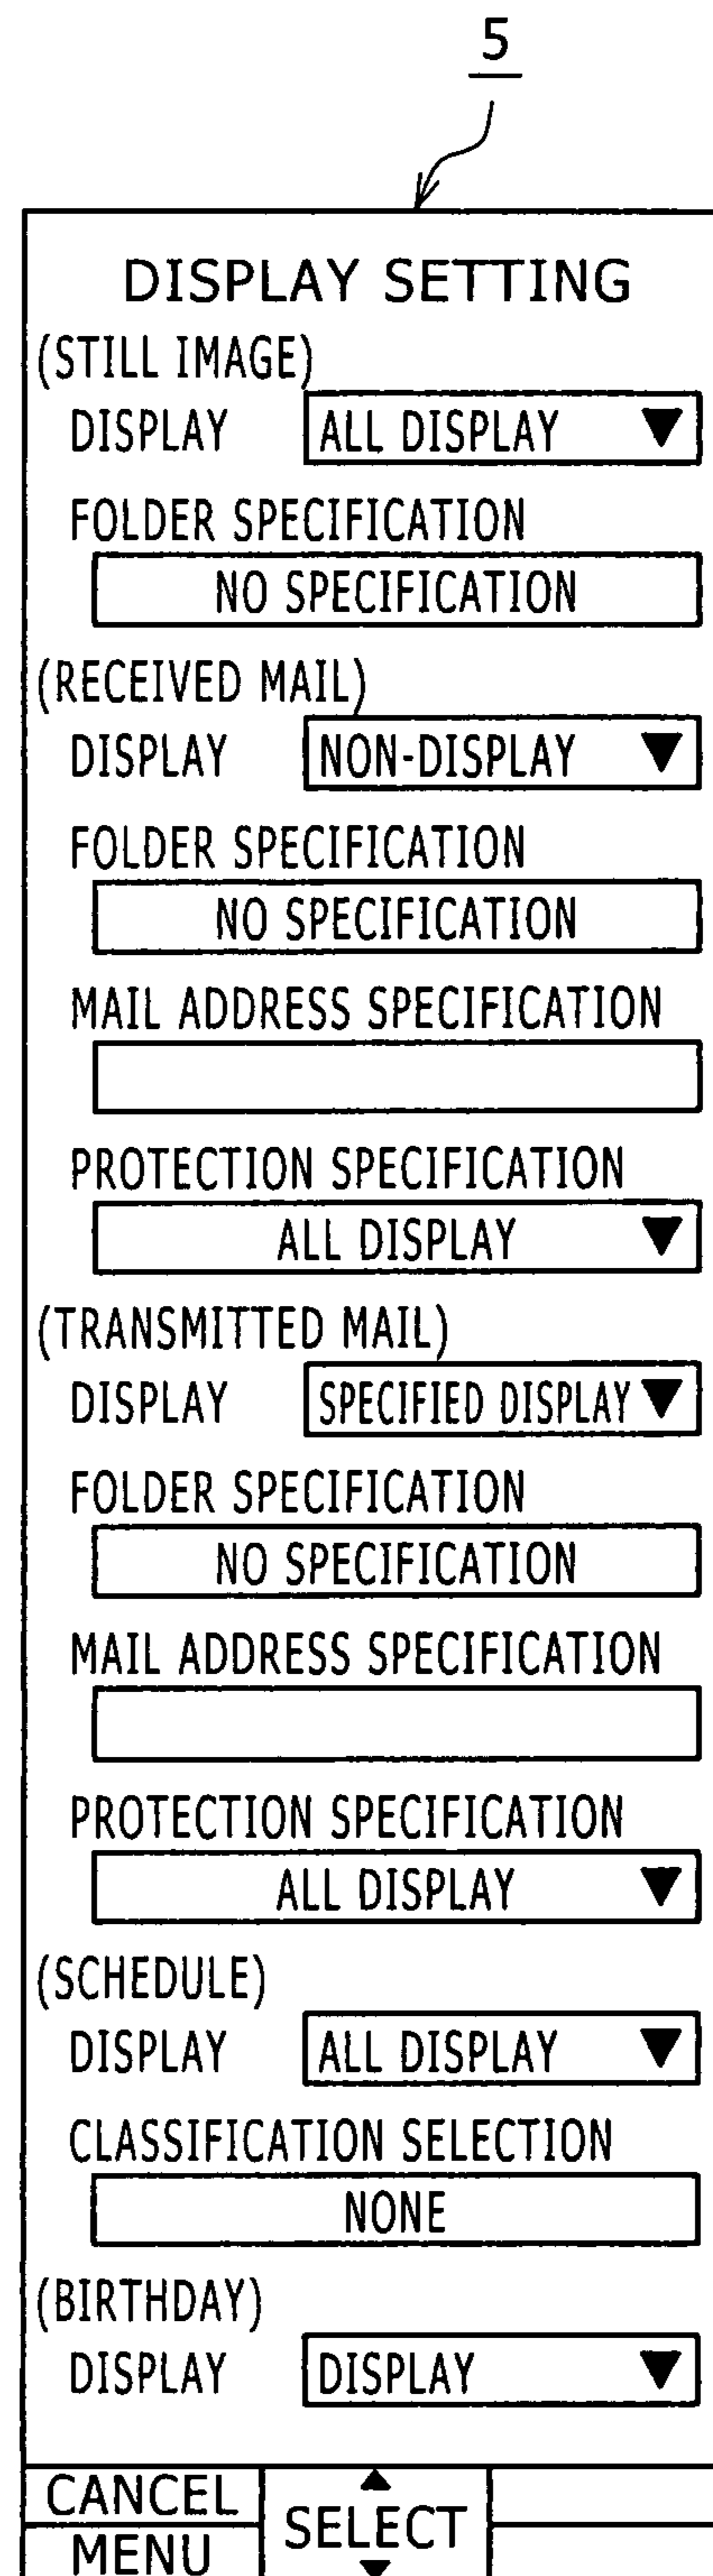 5
DISPLAY SETTING
(STILL IMAGE)
DISPLAY ALL DISPLAY ▼
FOLDER SPECIFICATION
NO SPECIFICATION
(RECEIVED MAIL)
DISPLAY NON-DISPLAY ▼
FOLDER SPECIFICATION
NO SPECIFICATION
MAIL ADDRESS SPECIFICATION
PROTECTION SPECIFICATION
ALL DISPLAY ▼
(TRANSMITTED MAIL)
DISPLAY SPECIFIED DISPLAY ▼
FOLDER SPECIFICATION
NO SPECIFICATION
MAIL ADDRESS SPECIFICATION
PROTECTION SPECIFICATION
ALL DISPLAY ▼
(SCHEDULE)
DISPLAY ALL DISPLAY ▼
CLASSIFICATION SELECTION
NONE
(BIRTHDAY)
DISPLAY DISPLAY ▼
CANCEL
SELECT
MENU